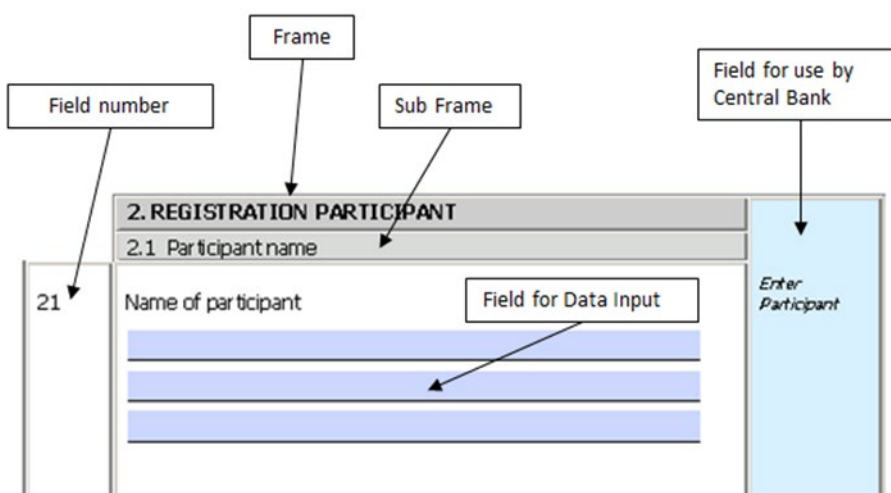 Frame
Field for use by
Central Bank
Field number
Sub Frame
2. REGISTRATION PARTICIPANT
2.1 Participant name
21
Name of participant
Field for Data Input
Enter
Participant